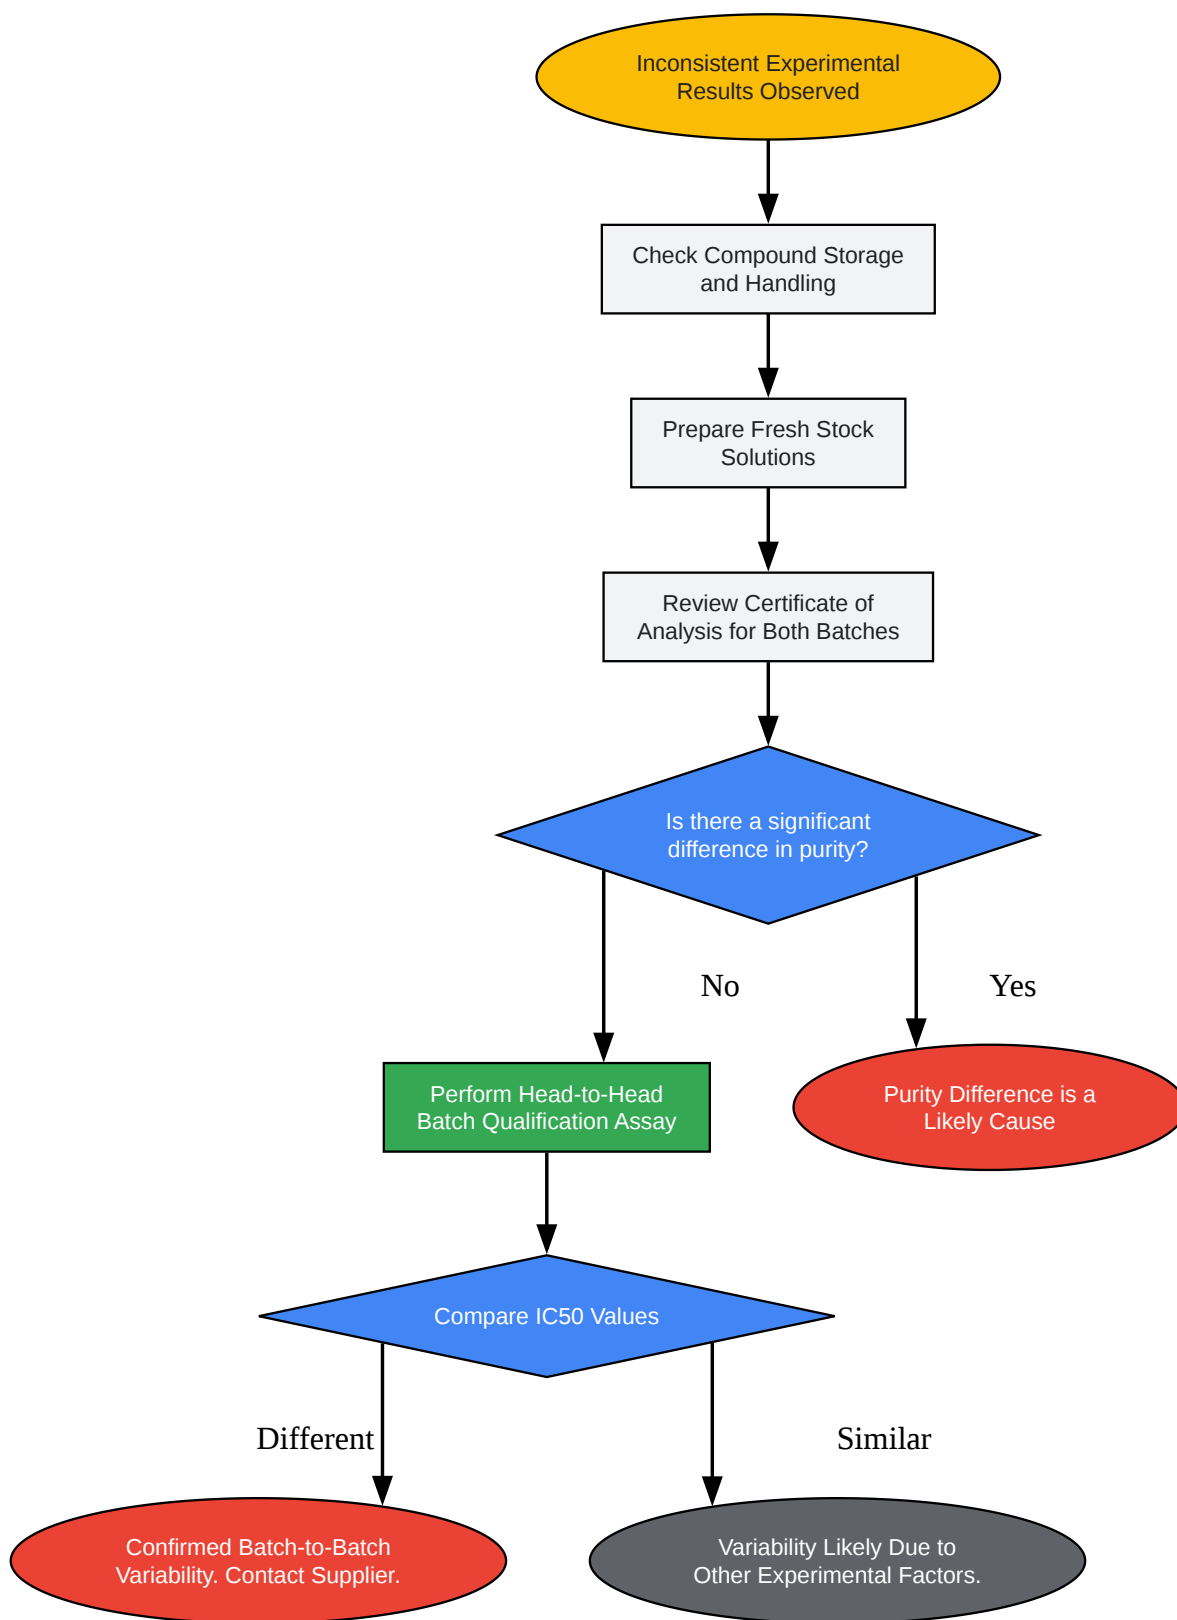 Inconsistent Experimental
Results Observed
Check Compound Storage
and Handling
Prepare Fresh Stock
Solutions
Review Certificate of
Analysis for Both Batches
Is there a significant
difference in purity?
No
Yes
Perform Head-to-Head
Batch Qualification Assay
Purity Difference is a
Likely Cause
Compare IC50 Values
Different
Similar
Confirmed Batch-to-Batch
Variability. Contact Supplier.
Variability Likely Due to
Other Experimental Factors.